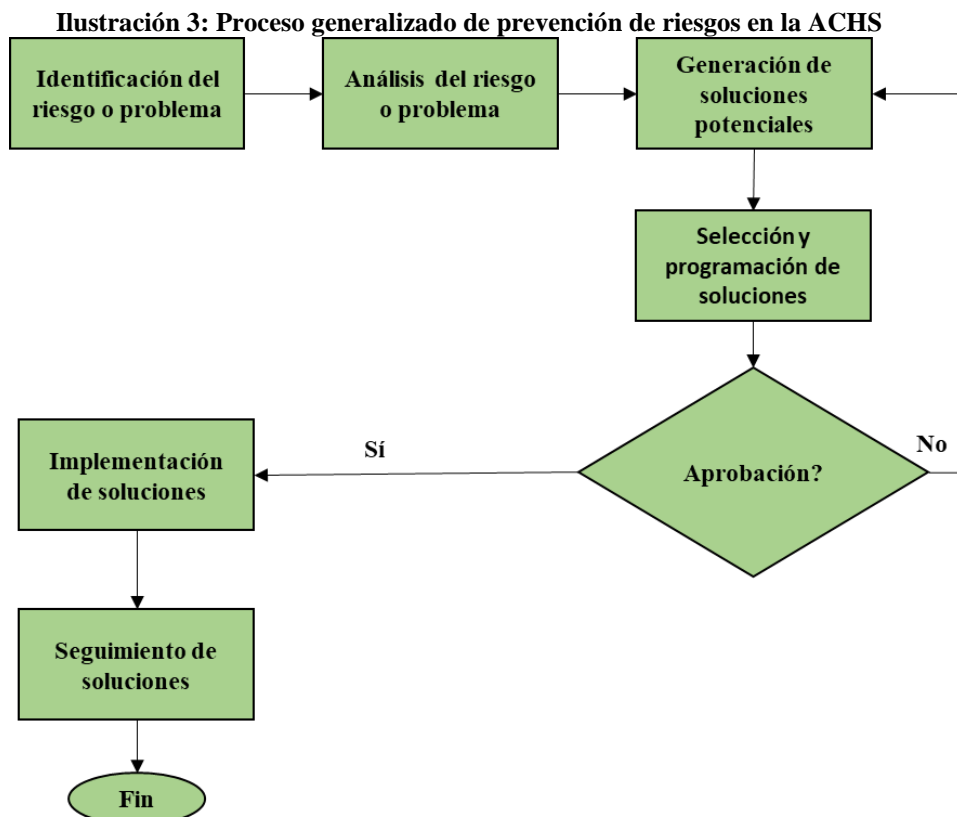 Ilustración 3: Proceso generalizado de prevención de riesgos en la ACHS
Identificación del
riesgo o problema
Análisis del riesgo
o problema
Generación de
soluciones
potenciales
Selección y
programación de
soluciones
Aprobación?
Sí
No
Implementación
de soluciones
Seguimiento de
soluciones
Fin